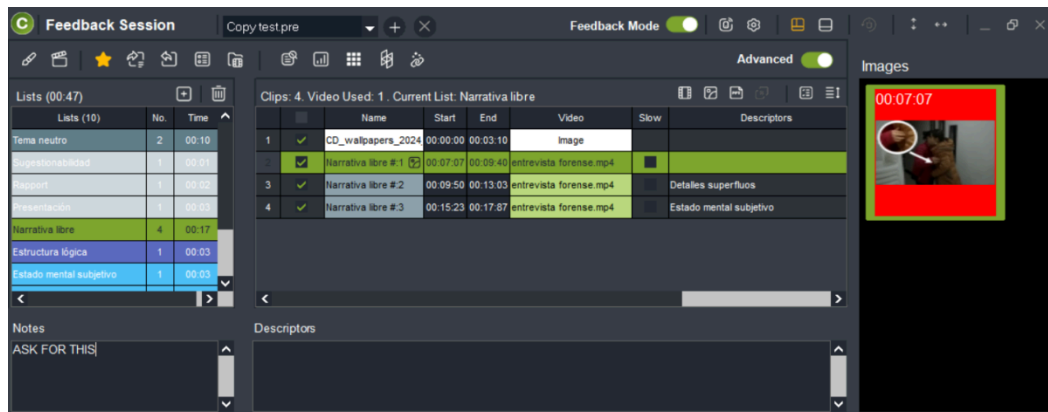 C Feedback Session Copy test.pre Feedback Mode
Advanced
Images
00:07:07
Lists (00:47)
Lists (10) No. Time
Tema neutro 2 00:10
Sugestionabilidad 1 00:01
Rapport 1 00:02
Presentación 1 00:03
Narrativa libre 4 00:17
Estructura lógica 1 00:03
Estado mental subjetivo 1 00:03
Clips: 4. Video Used: 1 . Current List: Narrativa libre
Name Start End Video Slow Descriptors
1 CD_wallpapers_2024_ 00:00:00 00:03:10 Image
2 Narrativa libre #:1 00:07:07 00:09:40 entrevista forense.mp4
3 Narrativa libre #:2 00:09:50 00:13:03 entrevista forense.mp4 Detalles superfluos
4 Narrativa libre #:3 00:15:23 00:17:87 entrevista forense.mp4 Estado mental subjetivo
Notes
ASK FOR THIS
Descriptors